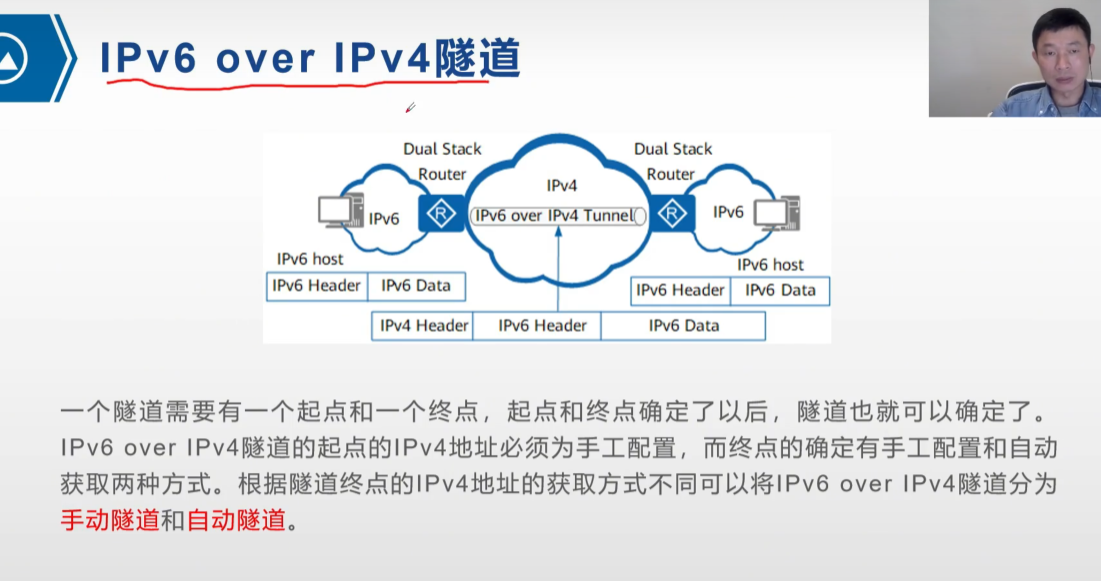 IPv6 over IPv4隧道
Dual Stack
Router
Dual Stack
Router
IPv4
IPv6
R
IPv6 over IPv4 Tunnel
R
IPv6
IPv6 host
IPv6 host
IPv6 Header IPv6 Data
IPv6 Header IPv6 Data
IPv4 Header IPv6 Header IPv6 Data
一个隧道需要有一个起点和一个终点，起点和终点确定了以后，隧道也就可以确定了。
IPv6 over IPv4隧道的起点的IPv4地址必须为手工配置，而终点的确定有手工配置和自动
获取两种方式。根据隧道终点的IPv4地址的获取方式不同可以将IPv6 over IPv4隧道分为
手动隧道和自动隧道。